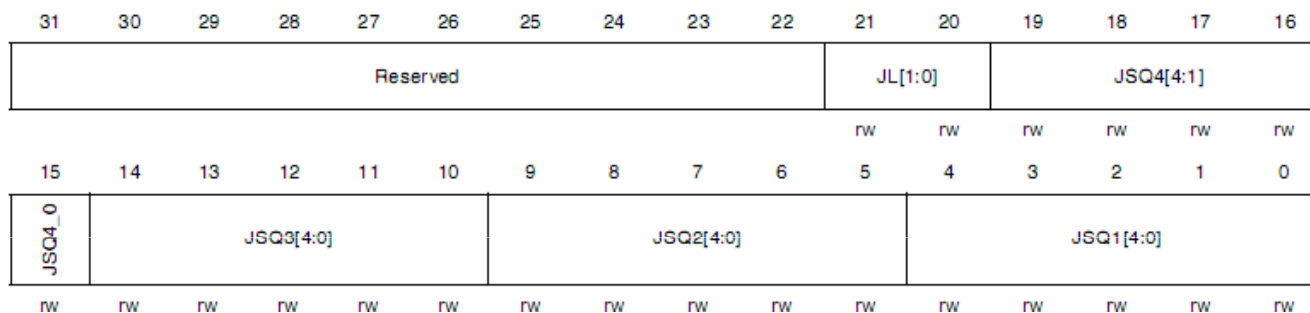 31 30 29 28 27 26 25 24 23 22 21 20 19 18 17 16
Reserved JL[1:0] JSQ4[4:1]
rw rw rw rw rw rw
15 14 13 12 11 10 9 8 7 6 5 4 3 2 1 0
JSQ4_0 JSQ3[4:0] JSQ2[4:0] JSQ1[4:0]
rw rw rw rw rw rw rw rw rw rw rw rw rw rw rw rw